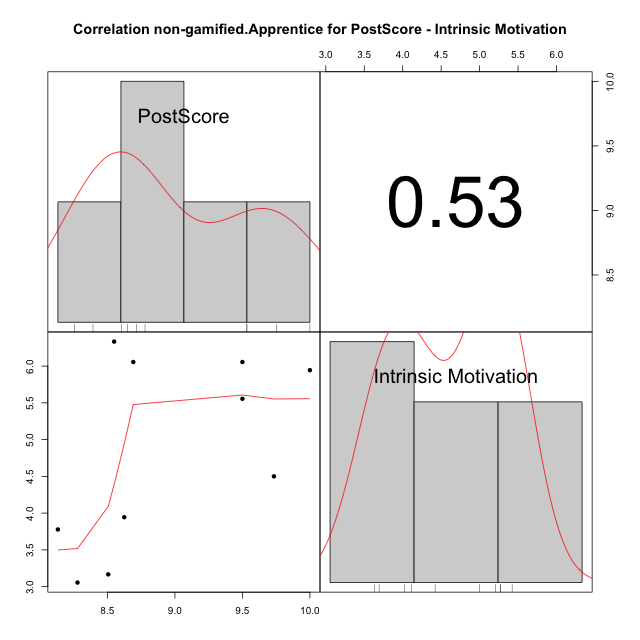 Correlation non-gamified.Apprentice for PostScore - Intrinsic Motivation
3.0 3.5 4.0 4.5 5.0 5.5 6.0
PostScore
0.53
10.0
9.5
9.0
8.5
6.0
5.5
5.0
4.5
4.0
3.5
3.0
Intrinsic Motivation
8.5 9.0 9.5 10.0